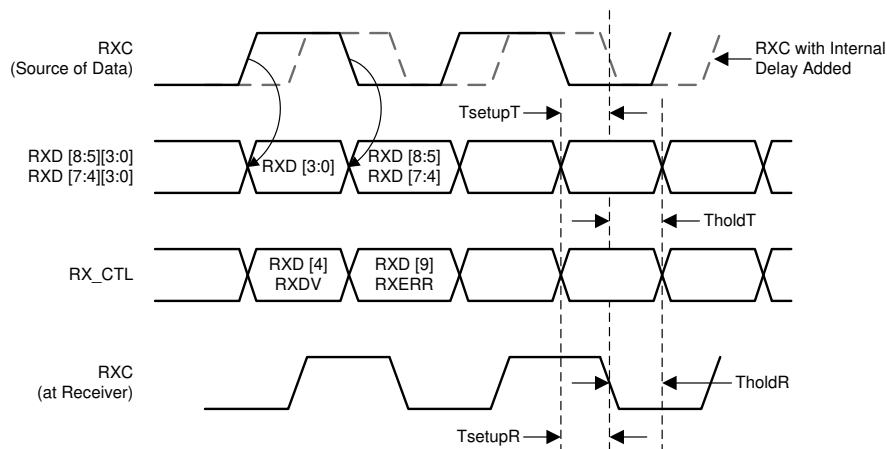 RXC
(Source of Data)
RXC with Internal
Delay Added
TsetupT
RXD [8:5][3:0]
RXD [7:4][3:0]
RXD [3:0]
RXD [8:5]
RXD [7:4]
TholdT
RX_CTL
RXD [4]
RXDV
RXD [9]
RXERR
RXC
(at Receiver)
TholdR
TsetupR